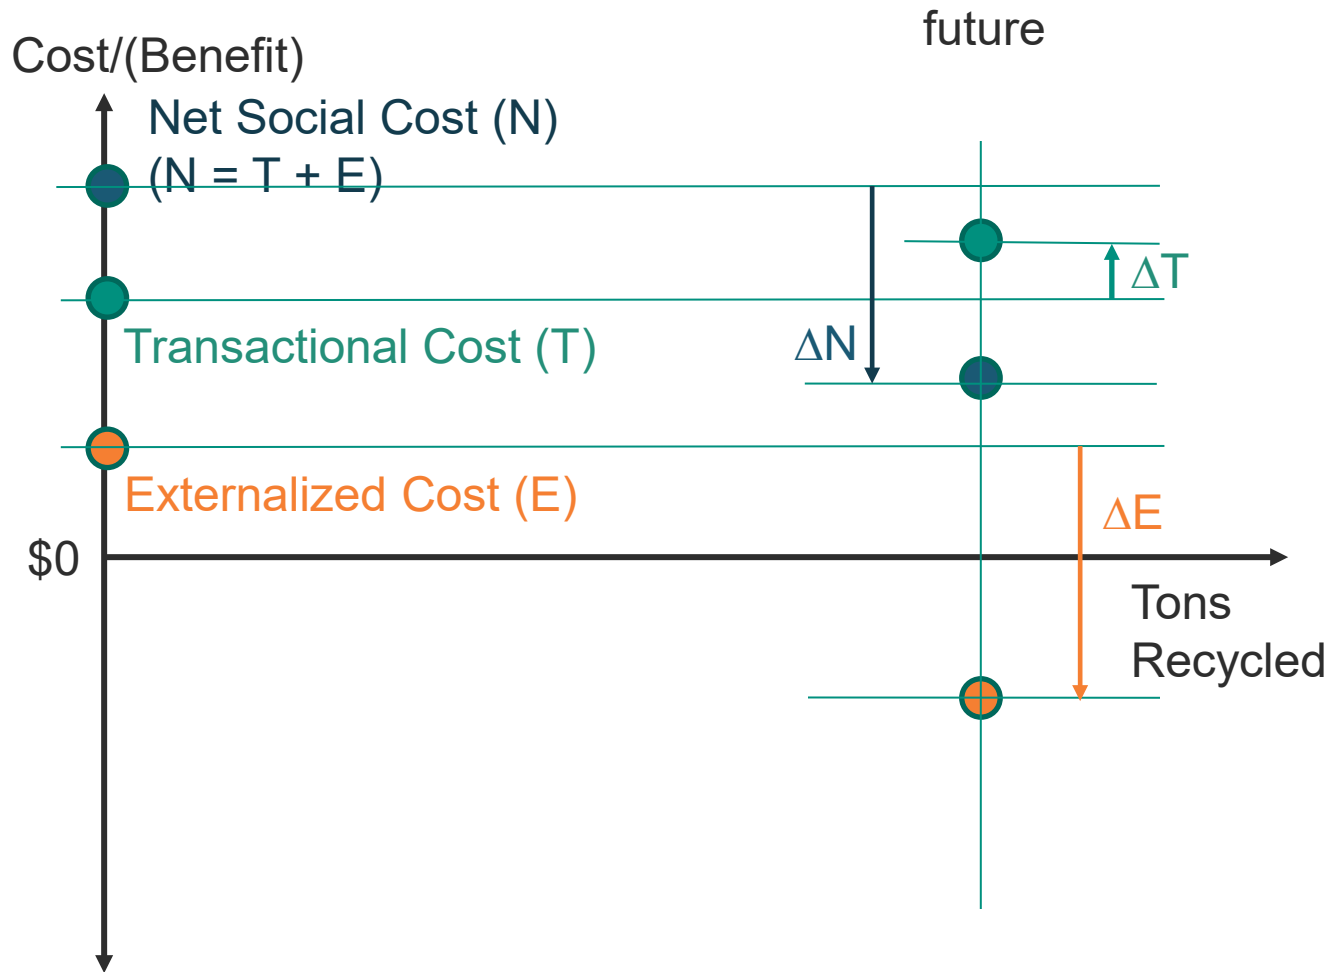 future
Cost/(Benefit)
Net Social Cost (N)
(N = T + E)
ΔT
Transactional Cost (T)
ΔN
Externalized Cost (E)
ΔE
$0
Tons
Recycled